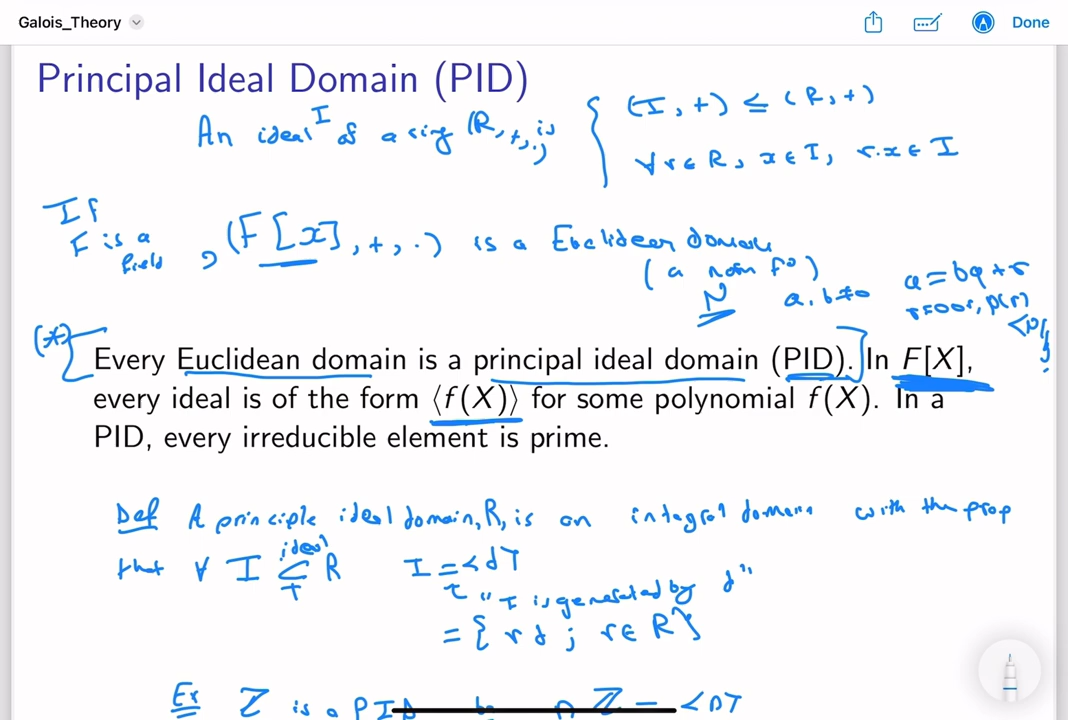 Galois_Theory
Done
Principal Ideal Domain (PID)
An ideal I of a ring (R, +, .) is { (I, +) ≤ (R, +)
∀ r ∈ R, x ∈ I, r.x ∈ I
If F is a field, (F[x], +, ·) is a Euclidean domain
(a norm
N
a, b≠0
a = bq + r
r=0 or,
(*)
Every Euclidean domain is a principal ideal domain (PID). In F[X],
every ideal is of the form ⟨f(X)⟩ for some polynomial f(X). In a
PID, every irreducible element is prime.
Def A principle ideal domain, R, is an integral domain with the prop
that ∀ I ⊆ R ideal I = <d>
"I is generated by d"
= { r d ; r ∈ R }
Ex Z is a PID